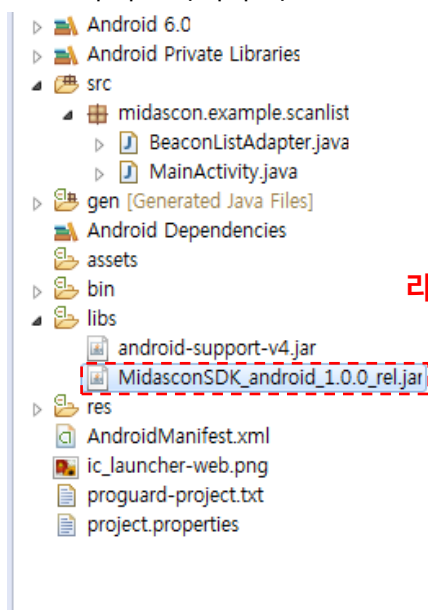 Android 6.0
Android Private Libraries
src
midascon.example.scanlist
BeaconListAdapter.java
MainActivity.java
gen [Generated Java Files]
Android Dependencies
assets
bin
libs
android-support-v4.jar
MidasconSDK_android_1.0.0_rel.jar
res
AndroidManifest.xml
ic_launcher-web.png
proguard-project.txt
project.properties